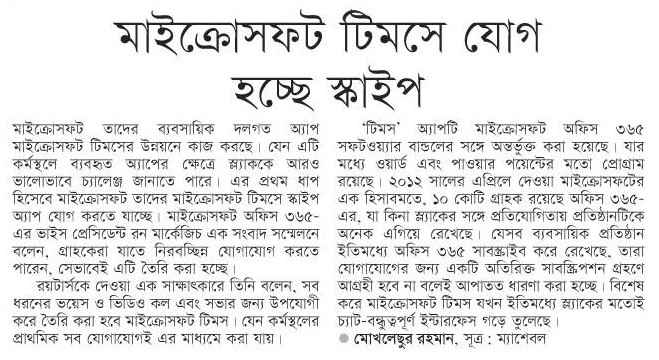 মাইক্রোসফট টিমসে যোগ
হচ্ছে স্কাইপ
মাইক্রোসফট তাদের ব্যবসায়িক দলগত অ্যাপ
মাইক্রোসফট টিমসের উন্নয়নে কাজ করছে। যেন এটি
কর্মস্থলে ব্যবহৃত অ্যাপের ক্ষেত্রে স্ল্যাককে আরও
ভালোভাবে চ্যালেঞ্জ জানাতে পারে। এর প্রথম ধাপ
হিসেবে মাইক্রোসফট তাদের মাইক্রোসফট টিমসে স্কাইপ
অ্যাপ যোগ করতে যাচ্ছে। মাইক্রোসফট অফিস ৩৬৫-
এর ভাইস প্রেসিডেন্ট রন মার্কেজিচ এক সংবাদ সম্মেলনে
বলেন, গ্রাহকেরা যাতে নিরবচ্ছিন্ন যোগাযোগ করতে
পারেন, সেভাবেই এটি তৈরি করা হচ্ছে।
রয়টার্সকে দেওয়া এক সাক্ষাৎকারে তিনি বলেন, সব
ধরনের ভয়েস ও ভিডিও কল এবং সভার জন্য উপযোগী
করে তৈরি করা হবে মাইক্রোসফট টিমস। যেন কর্মস্থলের
প্রাথমিক সব যোগাযোগই এর মাধ্যমে করা যায়।
‘টিমস’ অ্যাপটি মাইক্রোসফট অফিস ৩৬৫
সফটওয়্যার বান্ডলের সঙ্গে অন্তর্ভুক্ত করা হয়েছে। যার
মধ্যে ওয়ার্ড এবং পাওয়ার পয়েন্টের মতো প্রোগ্রাম
রয়েছে। ২০১২ সালের এপ্রিলে দেওয়া মাইক্রোসফটের
এক হিসাবমতে, ১০ কোটি গ্রাহক রয়েছে অফিস ৩৬৫-
এর, যা কিনা স্ল্যাকের সঙ্গে প্রতিযোগিতায় প্রতিষ্ঠানটিকে
অনেক এগিয়ে রেখেছে। যেসব ব্যবসায়িক প্রতিষ্ঠান
ইতিমধ্যে অফিস ৩৬৫ সাবস্ক্রাইব করে রেখেছে, তারা
যোগাযোগের জন্য একটি অতিরিক্ত সাবস্ক্রিপশন গ্রহণে
আগ্রহী হবে না বলেই আপাতত ধারণা করা হচ্ছে। বিশেষ
করে মাইক্রোসফট টিমস যখন ইতিমধ্যে স্ল্যাকের মতোই
চ্যাট-বন্ধুত্বপূর্ণ ইন্টারফেস গড়ে তুলেছে।
● মোখলেছুর রহমান, সূত্র : ম্যাশেবল